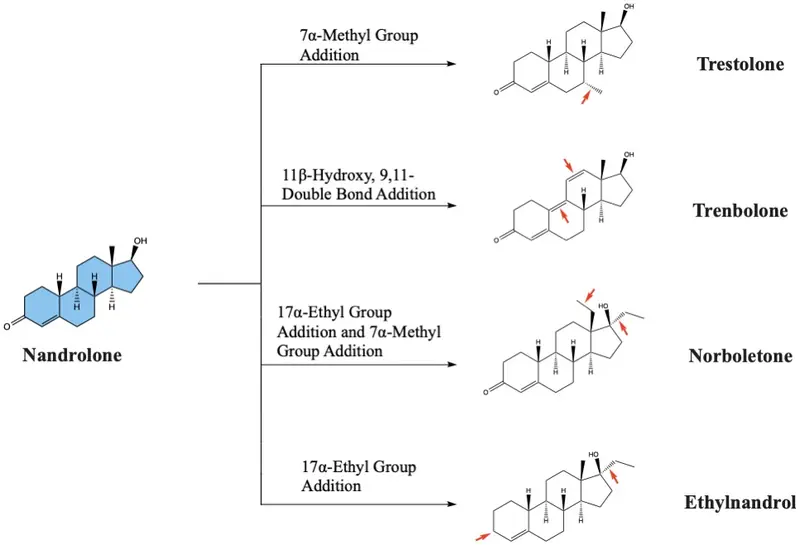 7α-Methyl Group
Addition
Trestolone
OH
H
H
H
H
O
11β-Hydroxy, 9,11-
Double Bond Addition
Trenbolone
OH
H
H
O
OH
H
H
H
H
O
Nandrolone
17α-Ethyl Group
Addition and 7α-Methyl
Group Addition
Norboletone
HO
H
H
H
H
O
17α-Ethyl Group
Addition
Ethylnandrol
HO
H
H
H
H